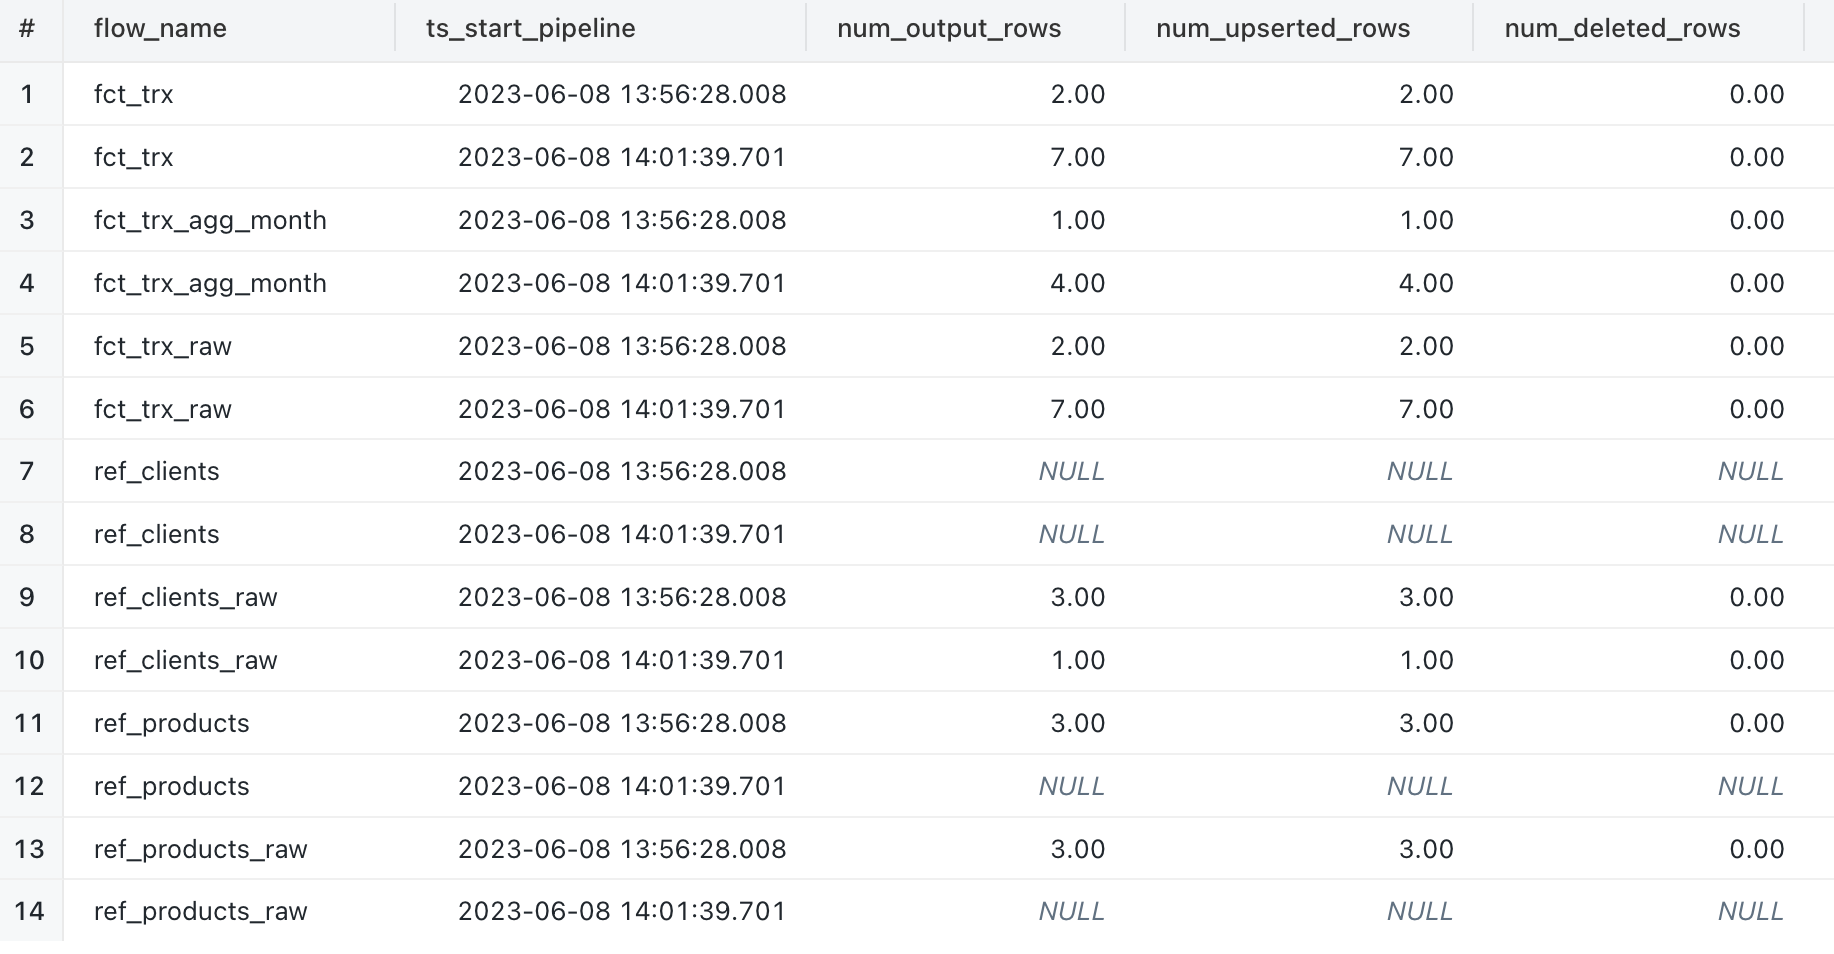 # flow_name ts_start_pipeline num_output_rows num_upserted_rows num_deleted_rows
1 fct_trx 2023-06-08 13:56:28.008 2.00 2.00 0.00
2 fct_trx 2023-06-08 14:01:39.701 7.00 7.00 0.00
3 fct_trx_agg_month 2023-06-08 13:56:28.008 1.00 1.00 0.00
4 fct_trx_agg_month 2023-06-08 14:01:39.701 4.00 4.00 0.00
5 fct_trx_raw 2023-06-08 13:56:28.008 2.00 2.00 0.00
6 fct_trx_raw 2023-06-08 14:01:39.701 7.00 7.00 0.00
7 ref_clients 2023-06-08 13:56:28.008 NULL NULL NULL
8 ref_clients 2023-06-08 14:01:39.701 NULL NULL NULL
9 ref_clients_raw 2023-06-08 13:56:28.008 3.00 3.00 0.00
10 ref_clients_raw 2023-06-08 14:01:39.701 1.00 1.00 0.00
11 ref_products 2023-06-08 13:56:28.008 3.00 3.00 0.00
12 ref_products 2023-06-08 14:01:39.701 NULL NULL NULL
13 ref_products_raw 2023-06-08 13:56:28.008 3.00 3.00 0.00
14 ref_products_raw 2023-06-08 14:01:39.701 NULL NULL NULL